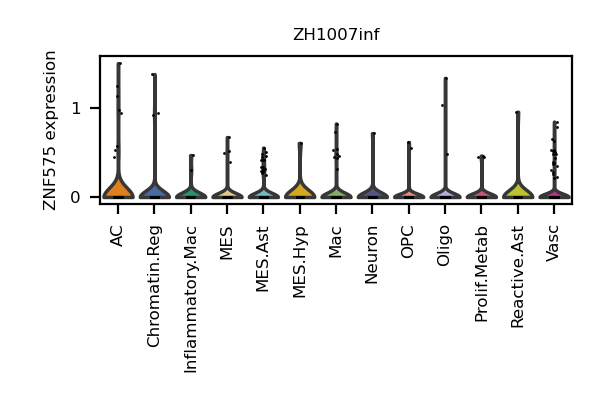 ZH1007inf
ZNF575 expression
1
0
AC
Chromatin.Reg
Inflammatory.Mac
MES
MES.Ast
MES.Hyp
Mac
Neuron
OPC
Oligo
Prolif.Metab
Reactive.Ast
Vasc